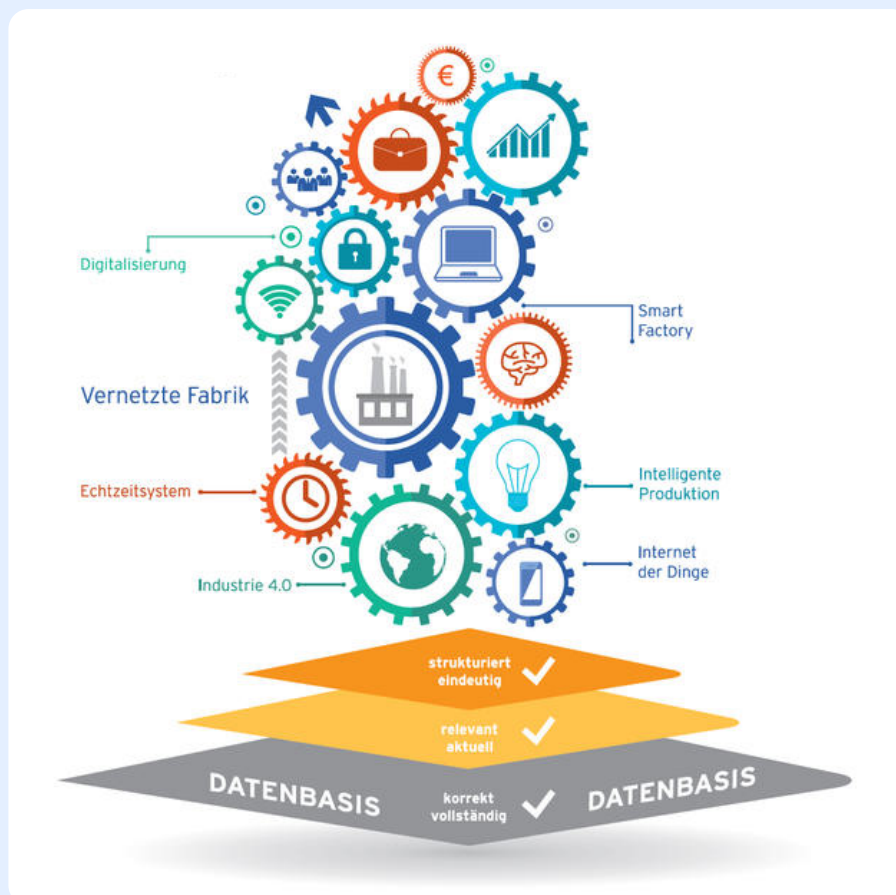 €
Digitalisierung
Smart
Factory
Vernetzte Fabrik
Echtzeitsystem
Intelligente
Produktion
Internet
der Dinge
Industrie 4.0
strukturiert
eindeutig
relevant
aktuell
DATENBASIS
korrekt
vollständig
DATENBASIS